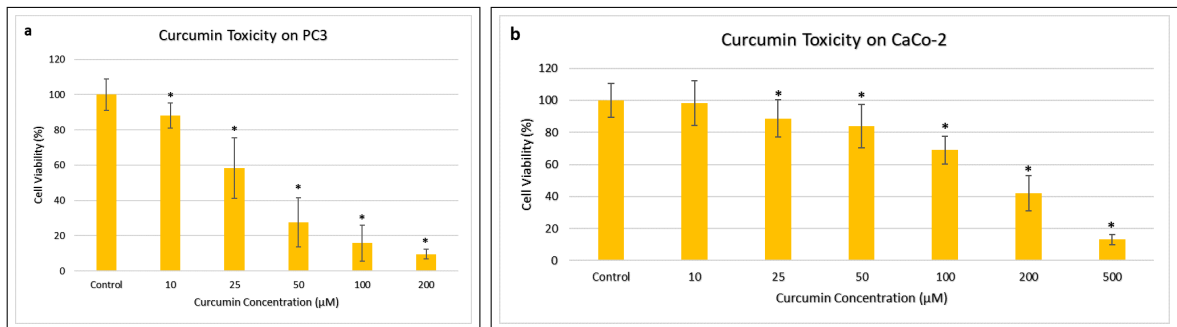 a
Curcumin Toxicity on PC3
120
100
80
60
40
20
0
Cell Viability (%)
* * * * *
Control 10 25 50 100 200
Curcumin Concentration (µM)
b
Curcumin Toxicity on CaCo-2
120
100
80
60
40
20
0
Cell Viability (%)
* * * * *
Control 10 25 50 100 200 500
Curcumin Concentration (µM)